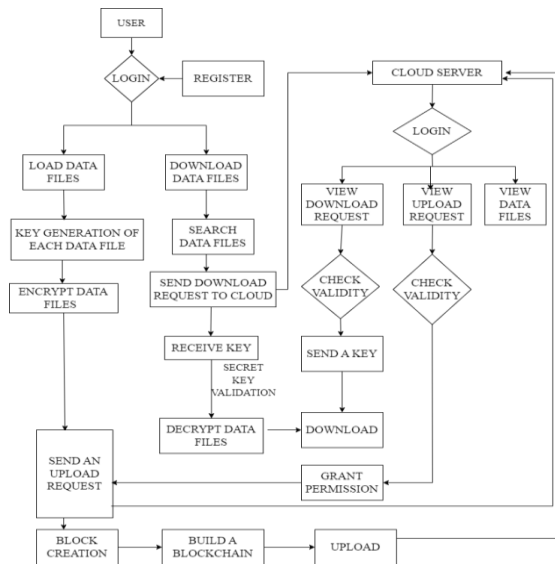 USER
LOGIN
REGISTER
CLOUD SERVER
LOGIN
LOAD DATA
FILES
DOWNLOAD
DATA FILES
VIEW
DOWNLOAD
REQUEST
VIEW
UPLOAD
REQUEST
VIEW
DATA
FILES
KEY GENERATION OF
EACH DATA FILE
SEARCH
DATA FILES
ENCRYPT DATA
FILES
SEND DOWNLOAD
REQUEST TO CLOUD
CHECK
VALIDITY
CHECK
VALIDITY
RECEIVE KEY
SEND A KEY
SECRET
KEY
VALIDATION
DECRYPT DATA
FILES
DOWNLOAD
SEND AN
UPLOAD
REQUEST
GRANT
PERMISSION
BLOCK
CREATION
BUILD A
BLOCKCHAIN
UPLOAD